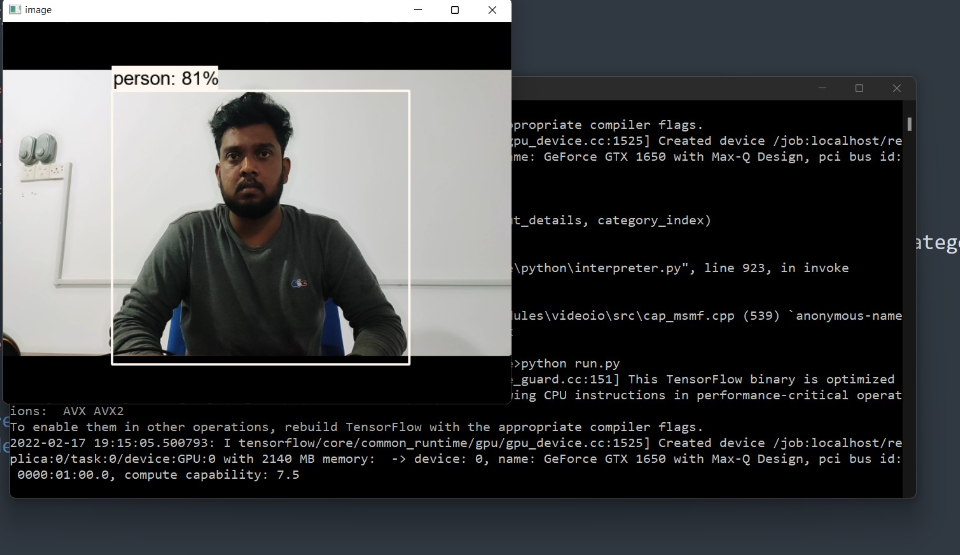 image
person: 81%
propriate compiler flags.
gpu_device.cc:1525] Created device /job:localhost/re
me: GeForce GTX 1650 with Max-Q Design, pci bus id:
t_details, category_index)
atego
\python\interpreter.py", line 923, in invoke
ules\videoio\src\cap_msmf.cpp (539) `anonymous-name
>python run.py
_guard.cc:151] This TensorFlow binary is optimized
ing CPU instructions in performance-critical operat
ions:  AVX AVX2
To enable them in other operations, rebuild TensorFlow with the appropriate compiler flags.
2022-02-17 19:15:05.500793: I tensorflow/core/common_runtime/gpu/gpu_device.cc:1525] Created device /job:localhost/re
plica:0/task:0/device:GPU:0 with 2140 MB memory:  -> device: 0, name: GeForce GTX 1650 with Max-Q Design, pci bus id:
0000:01:00.0, compute capability: 7.5